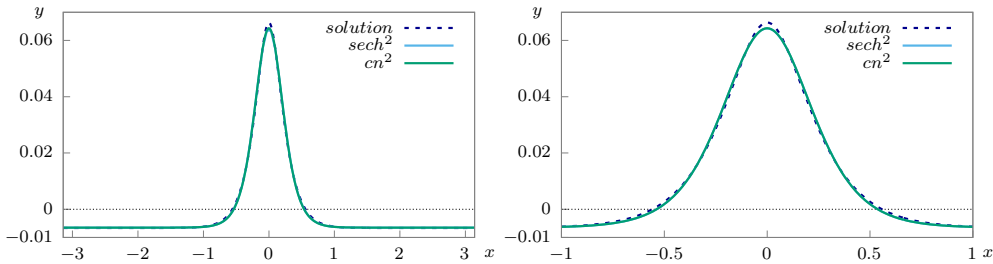 y
0.06
0.04
0.02
0
−0.01
−3 −2 −1 0 1 2 3 x
solution
sech²
cn²
y
0.06
0.04
0.02
0
−0.01
−1 −0.5 0 0.5 1 x
solution
sech²
cn²